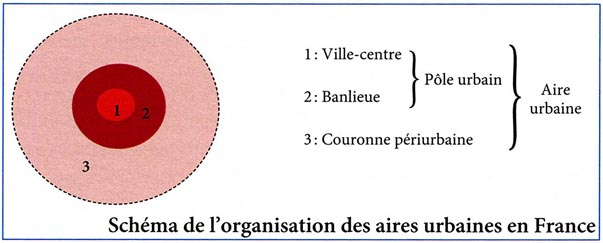 1 : Ville-centre
Pôle urbain
2 : Banlieue
Aire urbaine
3 : Couronne périurbaine
1
2
3
Schéma de l'organisation des aires urbaines en France